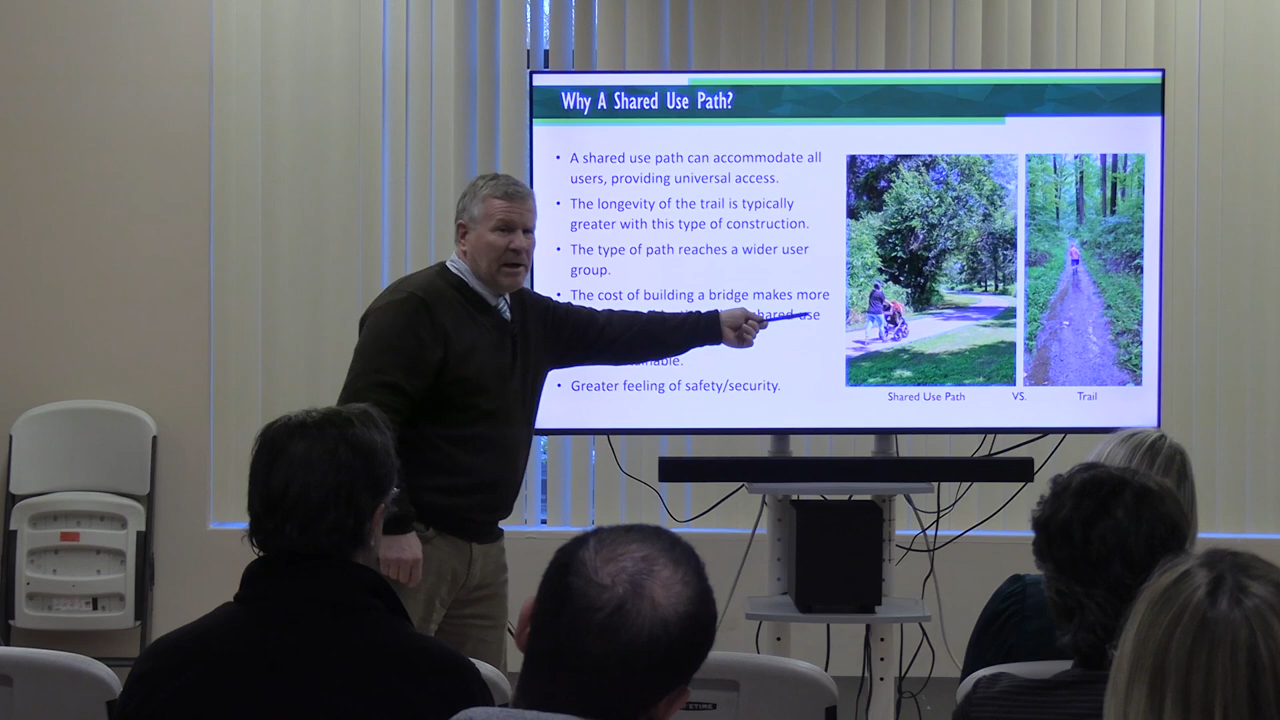 Why A Shared Use Path?
• A shared use path can accommodate all
users, providing universal access.
• The longevity of the trail is typically
greater with this type of construction.
• The type of path reaches a wider user
group.
• The cost of building a bridge makes more
shared use
• Greater feeling of safety/security.
Shared Use Path VS. Trail